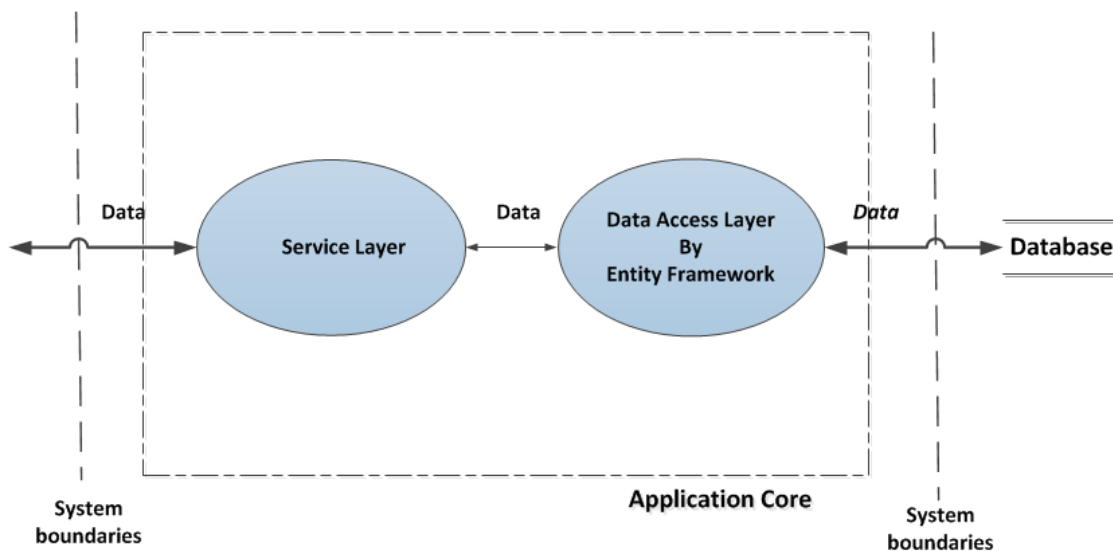 Data
Service Layer
Data
Data Access Layer
By
Entity Framework
Data
Database
Application Core
System
boundaries
System
boundaries